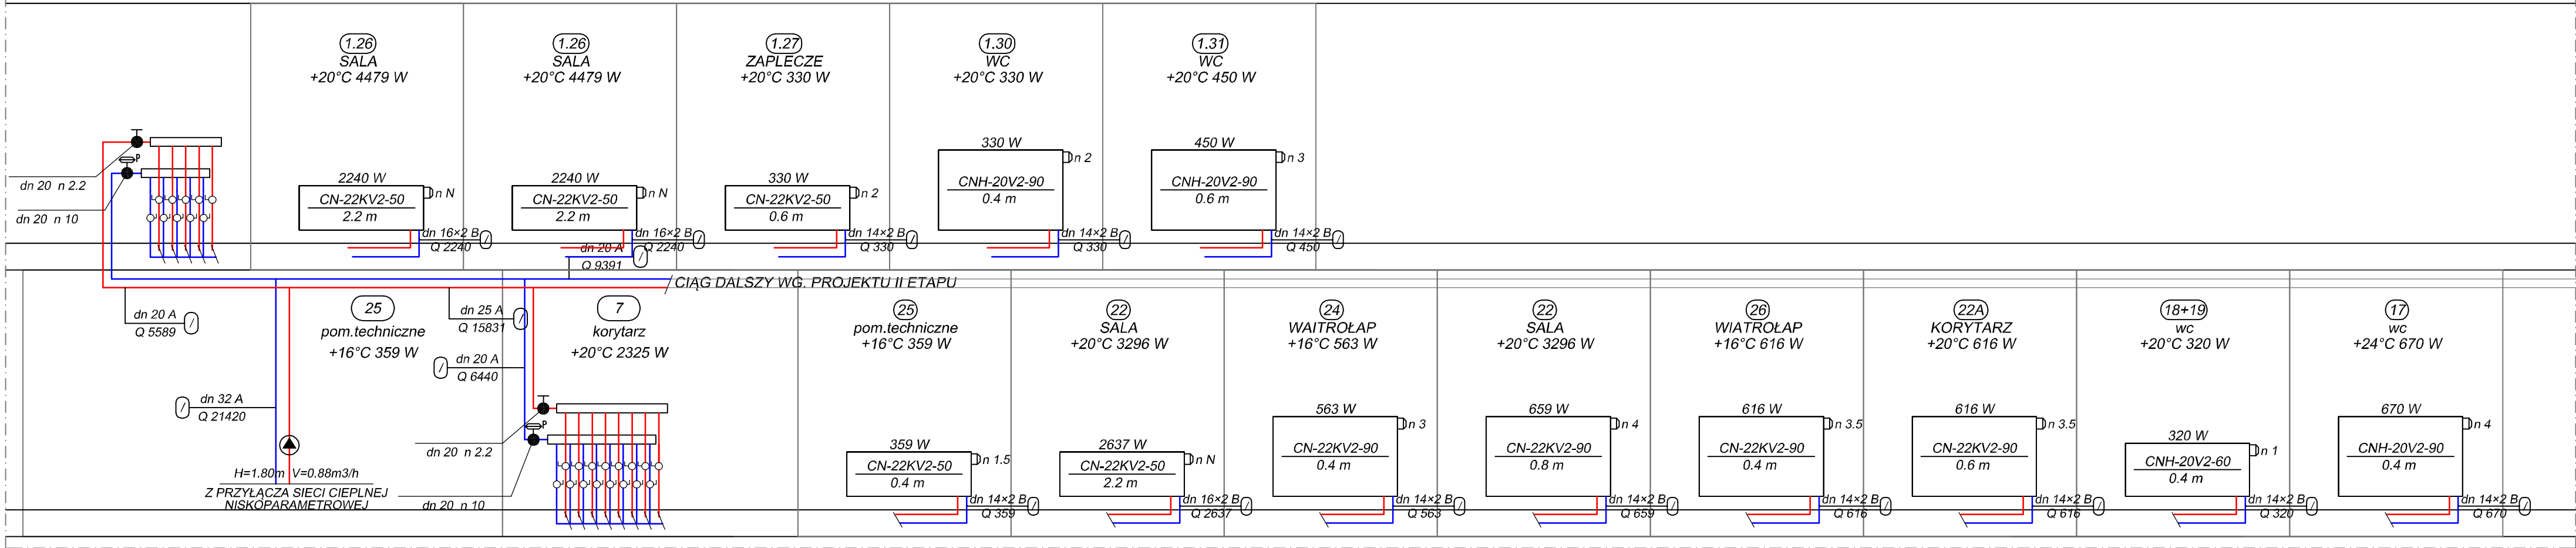 1.26
SALA
+20°C 4479 W
1.26
SALA
+20°C 4479 W
1.27
ZAPLECZE
+20°C 330 W
1.30
WC
+20°C 330 W
1.31
WC
+20°C 450 W
P
dn 20 n 2.2
dn 20 n 10
2240 W
CN-22KV2-50
2.2 m
n N
dn 16×2 B
Q 2240
2240 W
CN-22KV2-50
2.2 m
n N
dn 16×2 B
Q 2240
dn 20 A
Q 9391
330 W
CN-22KV2-50
0.6 m
n 2
dn 14×2 B
Q 330
330 W
CNH-20V2-90
0.4 m
n 2
dn 14×2 B
Q 330
450 W
CNH-20V2-90
0.6 m
n 3
dn 14×2 B
Q 450
CIĄG DALSZY WG. PROJEKTU II ETAPU
dn 20 A
Q 5589
25
pom.techniczne
+16°C 359 W
dn 25 A
Q 15831
7
korytarz
+20°C 2325 W
dn 20 A
Q 6440
dn 32 A
Q 21420
H=1.80m V=0.88m3/h
Z PRZYŁĄCZA SIECI CIEPLNEJ
NISKOPARAMETROWEJ
P
dn 20 n 2.2
dn 20 n 10
25
pom.techniczne
+16°C 359 W
359 W
CN-22KV2-50
0.4 m
n 1.5
dn 14×2 B
Q 359
22
SALA
+20°C 3296 W
2637 W
CN-22KV2-50
2.2 m
n N
dn 16×2 B
Q 2637
24
WAITROŁAP
+16°C 563 W
563 W
CN-22KV2-90
0.4 m
n 3
dn 14×2 B
Q 563
22
SALA
+20°C 3296 W
659 W
CN-22KV2-90
0.8 m
n 4
dn 14×2 B
Q 659
26
WIATROŁAP
+16°C 616 W
616 W
CN-22KV2-90
0.4 m
n 3.5
dn 14×2 B
Q 616
22A
KORYTARZ
+20°C 616 W
616 W
CN-22KV2-90
0.6 m
n 3.5
dn 14×2 B
Q 616
18+19
wc
+20°C 320 W
320 W
CNH-20V2-60
0.4 m
n 1
dn 14×2 B
Q 320
17
wc
+24°C 670 W
670 W
CNH-20V2-90
0.4 m
n 4
dn 14×2 B
Q 670